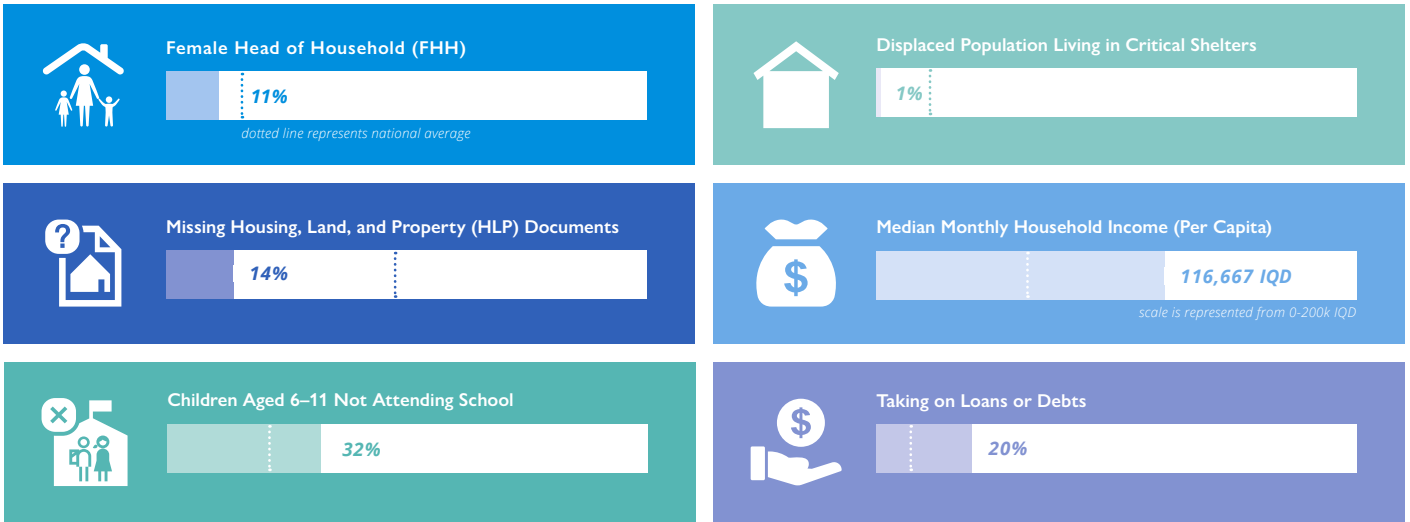 Female Head of Household (FHH)
11%
dotted line represents national average
Displaced Population Living in Critical Shelters
1%
?
Missing Housing, Land, and Property (HLP) Documents
14%
$
Median Monthly Household Income (Per Capita)
116,667 IQD
scale is represented from 0-200k IQD
Children Aged 6–11 Not Attending School
32%
$
Taking on Loans or Debts
20%